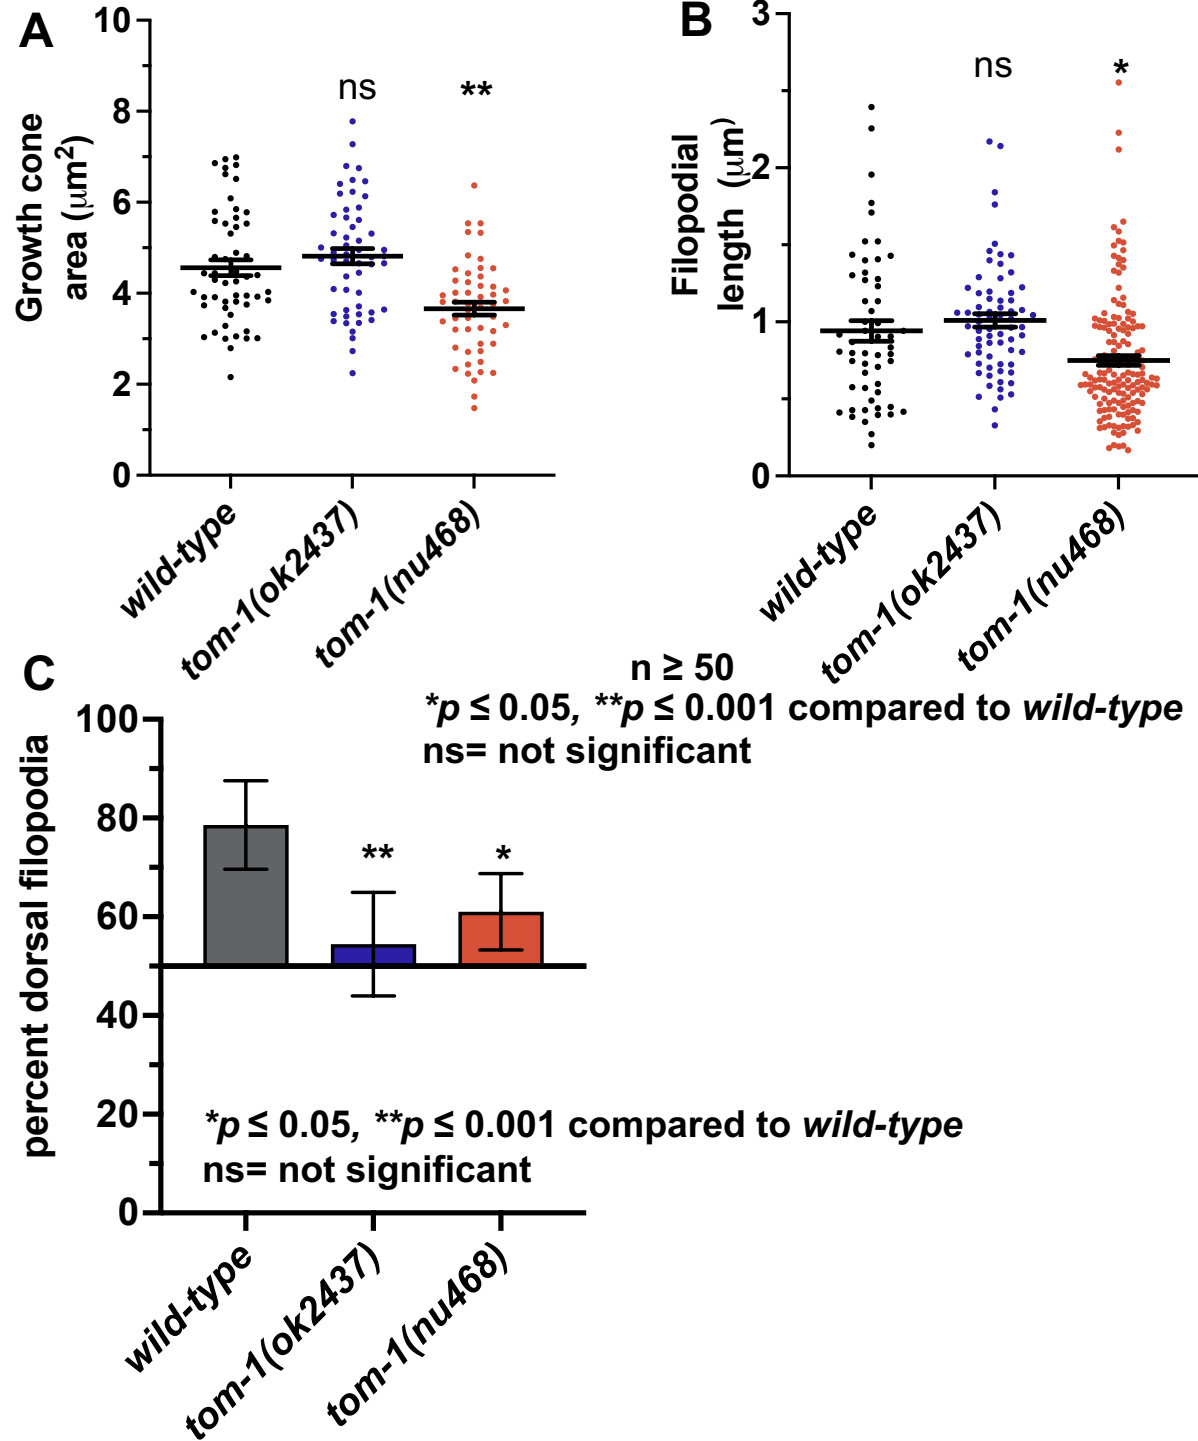 A
Growth cone
area (μm²)
10
8
6
4
2
0
ns
**
wild-type
tom-1(ok2437)
tom-1(nu468)
B
Filopodial
length (μm)
3
2
1
0
ns
*
wild-type
tom-1(ok2437)
tom-1(nu468)
n ≥ 50
*p ≤ 0.05, **p ≤ 0.001 compared to wild-type
ns= not significant
C
percent dorsal filopodia
100
80
60
40
20
0
**
*
*p ≤ 0.05, **p ≤ 0.001 compared to wild-type
ns= not significant
wild-type
tom-1(ok2437)
tom-1(nu468)